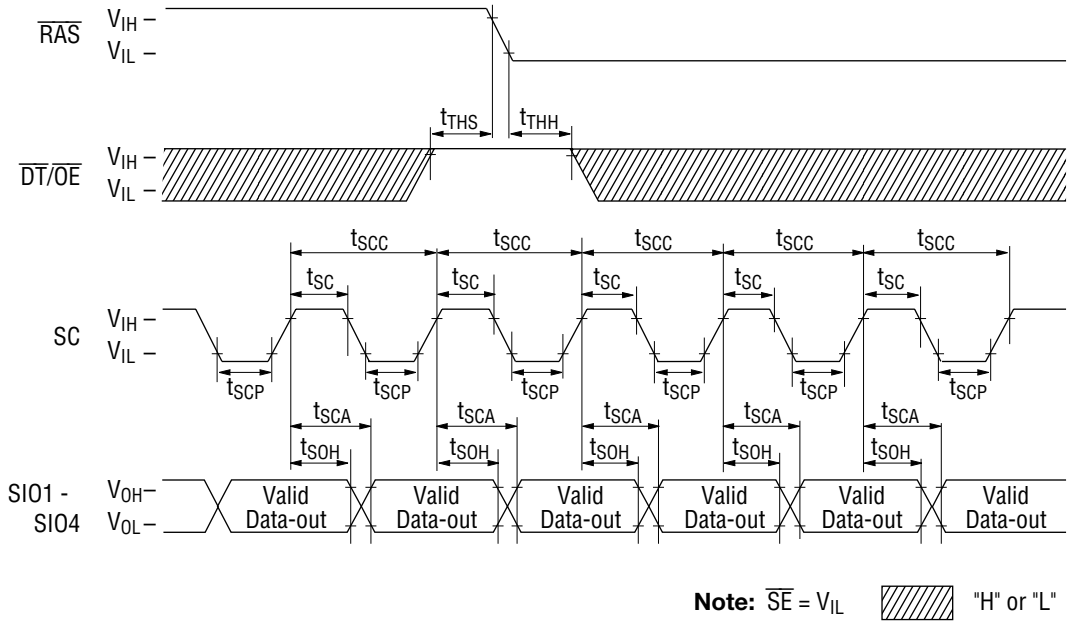 RAS VIH –
VIL –
tTHS tTHH
DT/OE VIH –
VIL –
tSCC tSCC tSCC tSCC tSCC
tSC tSC tSC tSC tSC
SC VIH –
VIL –
tSCP tSCP tSCP tSCP tSCP tSCP
tSCA tSCA tSCA tSCA tSCA
tSOH tSOH tSOH tSOH tSOH
SIO1 - VOH– Valid Valid Valid Valid Valid Valid
SIO4 VOL– Data-out Data-out Data-out Data-out Data-out Data-out
Note: SE = VIL "H" or "L"